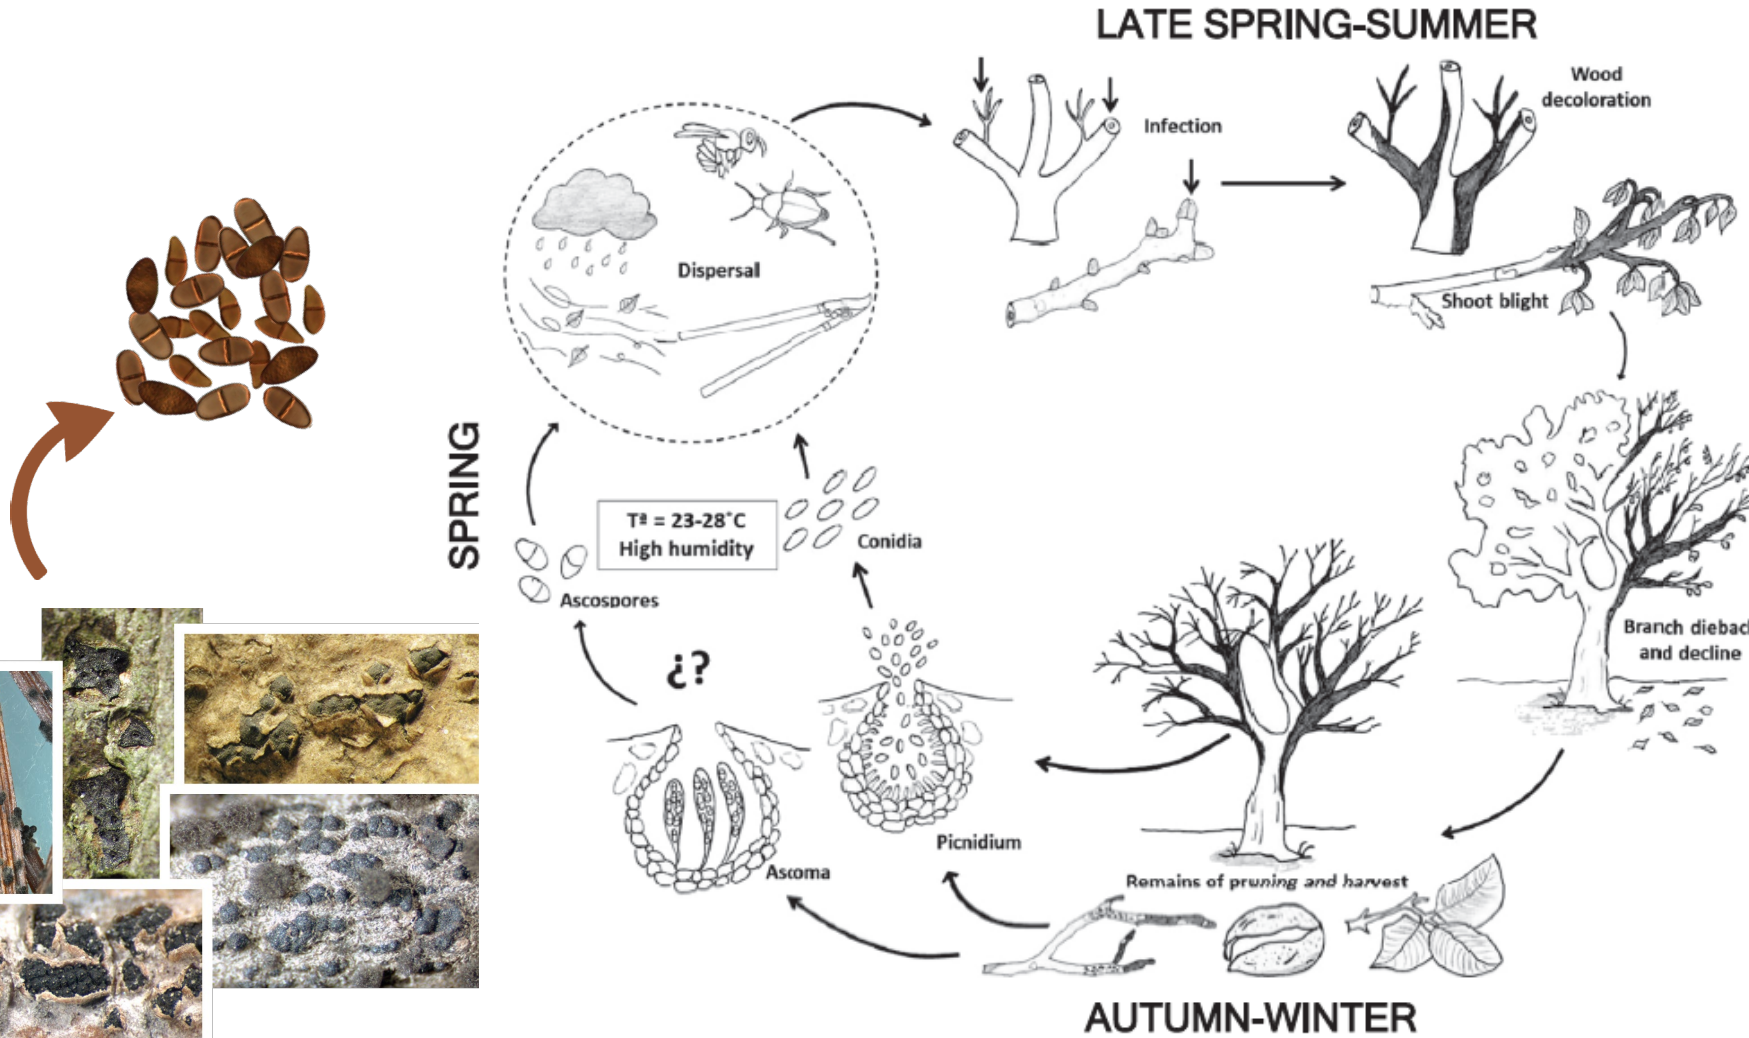 LATE SPRING-SUMMER
Wood
decoloration
Infection
Dispersal
Shoot blight
SPRING
Tª = 23-28°C
High humidity
Conidia
Ascospores
¿?
Branch dieback
and decline
Picnidium
Ascoma
Remains of pruning and harvest
AUTUMN-WINTER